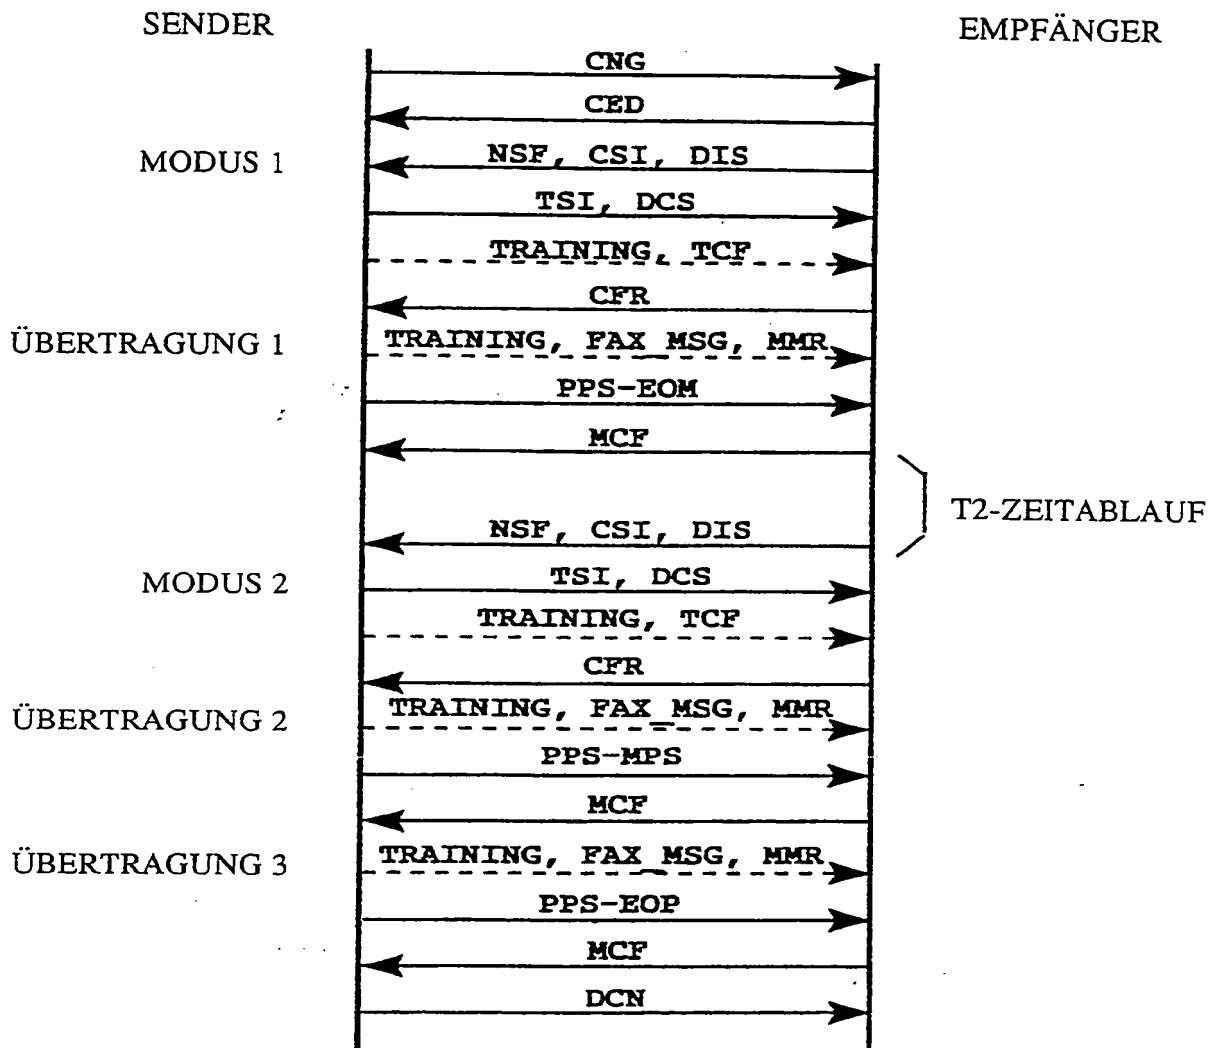 SENDER
EMPFÄNGER
CNG
CED
MODUS 1
NSF, CSI, DIS
TSI, DCS
TRAINING, TCF
CFR
ÜBERTRAGUNG 1
TRAINING, FAX_MSG, MMR
PPS-EOM
MCF
T2-ZEITABLAUF
NSF, CSI, DIS
MODUS 2
TSI, DCS
TRAINING, TCF
CFR
ÜBERTRAGUNG 2
TRAINING, FAX_MSG, MMR
PPS-MPS
MCF
ÜBERTRAGUNG 3
TRAINING, FAX_MSG, MMR
PPS-EOP
MCF
DCN